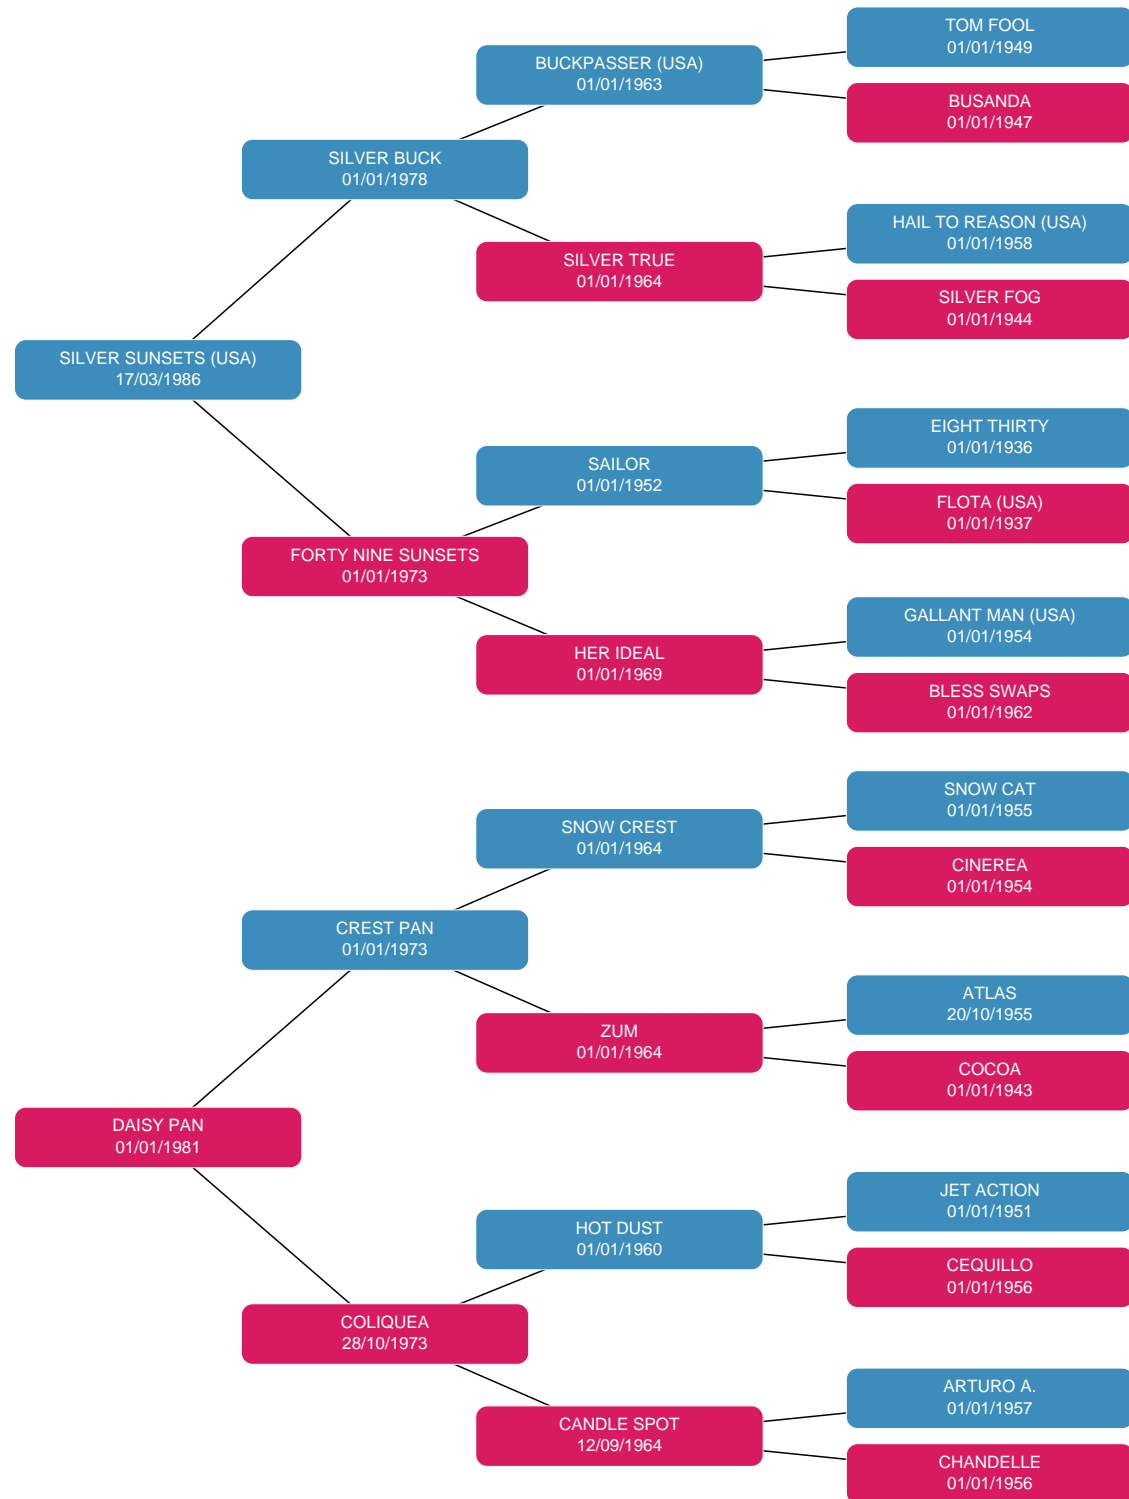 TOM FOOL
01/01/1949
BUCKPASSER (USA)
01/01/1963
BUSANDA
01/01/1947
SILVER BUCK
01/01/1978
HAIL TO REASON (USA)
01/01/1958
SILVER TRUE
01/01/1964
SILVER FOG
01/01/1944
SILVER SUNSETS (USA)
17/03/1986
EIGHT THIRTY
01/01/1936
SAILOR
01/01/1952
FLOTA (USA)
01/01/1937
FORTY NINE SUNSETS
01/01/1973
GALLANT MAN (USA)
01/01/1954
HER IDEAL
01/01/1969
BLESS SWAPS
01/01/1962
SNOW CAT
01/01/1955
SNOW CREST
01/01/1964
CINEREA
01/01/1954
CREST PAN
01/01/1973
ATLAS
20/10/1955
ZUM
01/01/1964
COCOA
01/01/1943
DAISY PAN
01/01/1981
JET ACTION
01/01/1951
HOT DUST
01/01/1960
CEQUILLO
01/01/1956
COLIQUEA
28/10/1973
ARTURO A.
01/01/1957
CANDLE SPOT
12/09/1964
CHANDELLE
01/01/1956